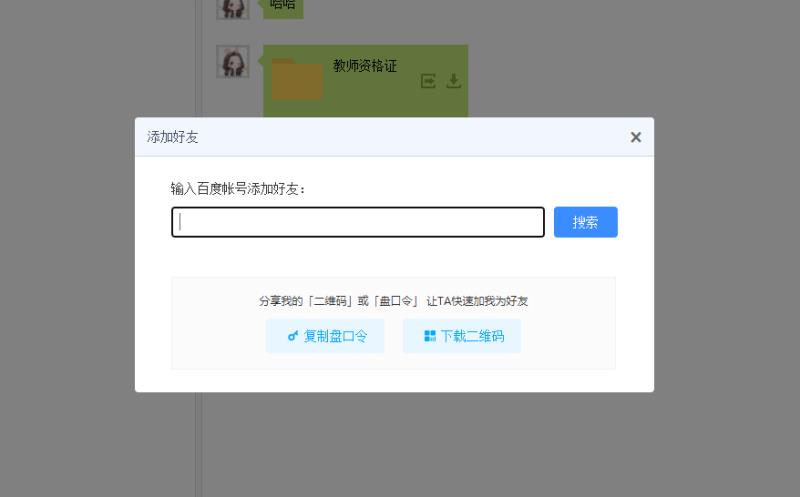 哈哈
教师资格证
添加好友
输入百度帐号添加好友：
搜索
分享我的「二维码」或「盘口令」 让TA快速加我为好友
复制盘口令
下载二维码